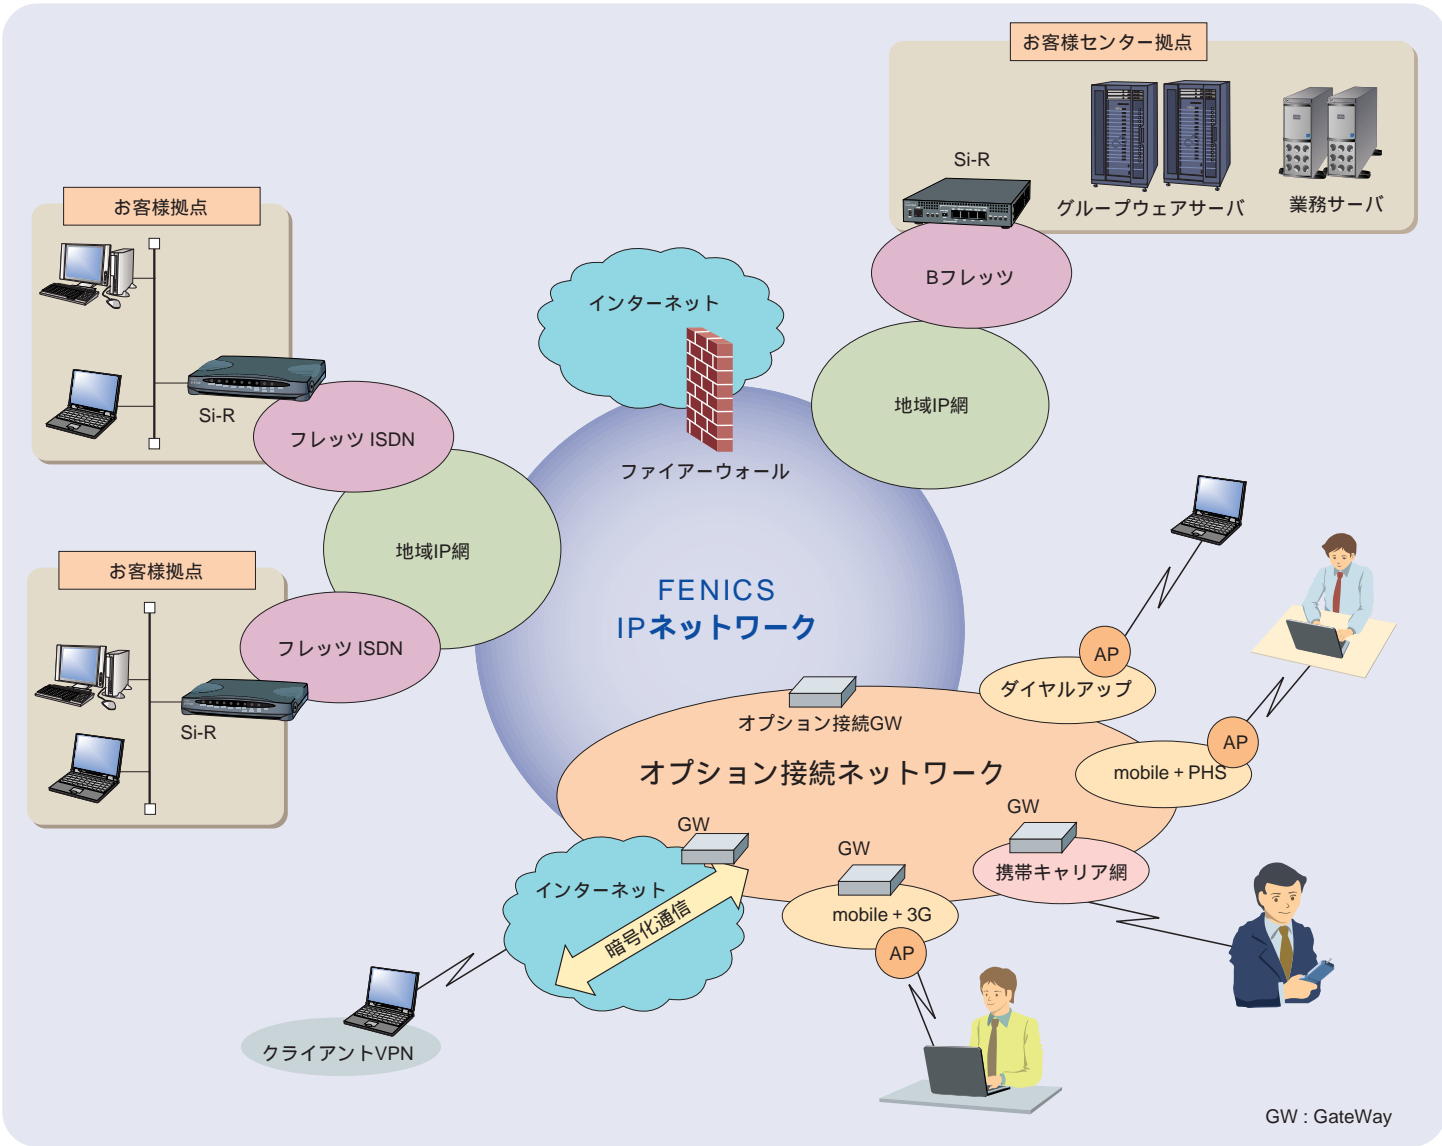 お客様センター拠点
Si-R
グループウェアサーバ
業務サーバ
お客様拠点
Si-R
Bフレッツ
インターネット
地域IP網
フレッツ ISDN
ファイアーウォール
地域IP網
お客様拠点
フレッツ ISDN
Si-R
FENICS
IPネットワーク
AP
ダイヤルアップ
オプション接続GW
AP
mobile + PHS
オプション接続ネットワーク
GW
携帯キャリア網
GW
GW
インターネット
暗号化通信
mobile + 3G
AP
クライアントVPN
GW : GateWay